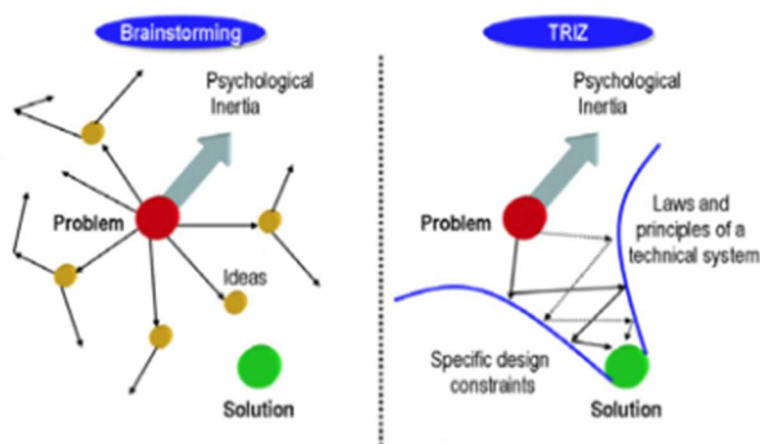 Brainstorming
Psychological
Inertia
Problem
Ideas
Solution
TRIZ
Psychological
Inertia
Problem
Laws and
principles of a
technical system
Specific design
constraints
Solution